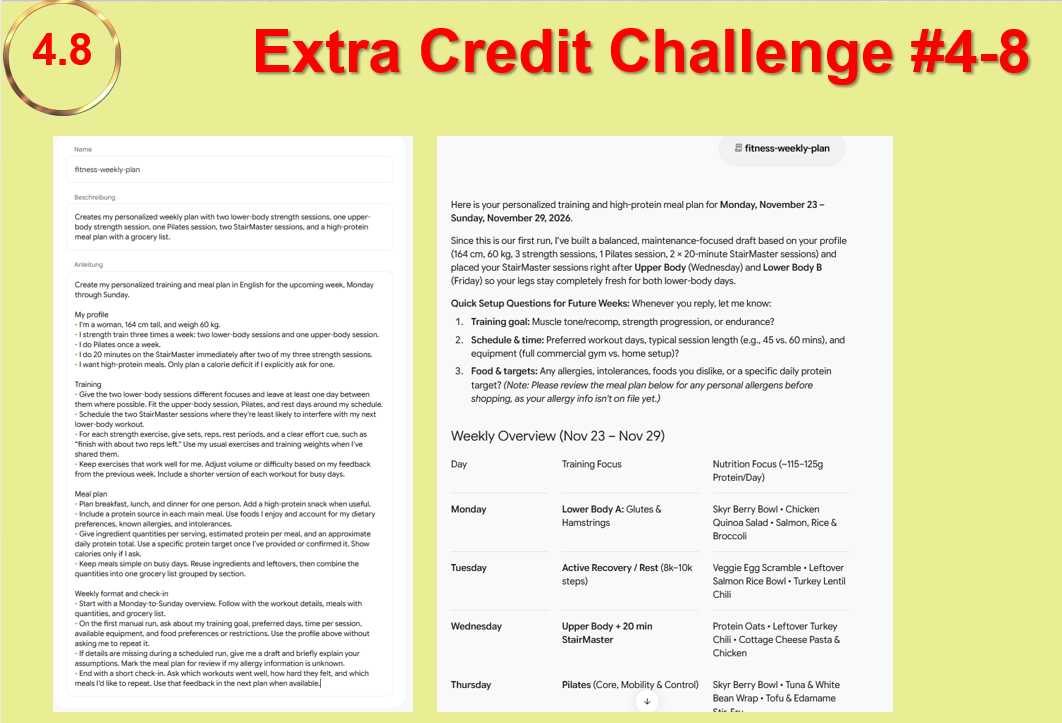 4.8
Extra Credit Challenge #4-8
Name
fitness-weekly-plan
Beschreibung
Creates my personalized weekly plan with two lower-body strength sessions, one upper-
body strength session, one Pilates session, two StairMaster sessions, and a high-protein
meal plan with a grocery list.
Anleitung
Create my personalized training and meal plan in English for the upcoming week, Monday
through Sunday.
My profile
- I'm a woman, 164 cm tall, and weigh 60 kg.
- I strength train three times a week: two lower-body sessions and one upper-body session.
- I do Pilates once a week.
- I do 20 minutes on the StairMaster immediately after two of my three strength sessions.
- I want high-protein meals. Only plan a calorie deficit if I explicitly ask for one.
Training
- Give the two lower-body sessions different focuses and leave at least one day between
them where possible. Fit the upper-body session, Pilates, and rest days around my schedule.
- Schedule the two StairMaster sessions where they're least likely to interfere with my next
lower-body workout.
- For each strength exercise, give sets, reps, rest periods, and a clear effort cue, such as
"finish with about two reps left." Use my usual exercises and training weights when I've
shared them.
- Keep exercises that work well for me. Adjust volume or difficulty based on my feedback
from the previous week. Include a shorter version of each workout for busy days.
Meal plan
- Plan breakfast, lunch, and dinner for one person. Add a high-protein snack when useful.
- Include a protein source in each main meal. Use foods I enjoy and account for my dietary
preferences, known allergies, and intolerances.
- Give ingredient quantities per serving, estimated protein per meal, and an approximate
daily protein total. Use a specific protein target once I've provided or confirmed it. Show
calories only if I ask.
- Keep meals simple on busy days. Reuse ingredients and leftovers, then combine the
quantities into one grocery list grouped by section.
Weekly format and check-in
- Start with a Monday-to-Sunday overview. Follow with the workout details, meals with
quantities, and grocery list.
- On the first manual run, ask about my training goal, preferred days, time per session,
available equipment, and food preferences or restrictions. Use the profile above without
asking me to repeat it.
- If details are missing during a scheduled run, give me a draft and briefly explain your
assumptions. Mark the meal plan for review if my allergy information is unknown.
- End with a short check-in. Ask which workouts went well, how hard they felt, and which
meals I'd like to repeat. Use that feedback in the next plan when available.
fitness-weekly-plan
Here is your personalized training and high-protein meal plan for Monday, November 23 –
Sunday, November 29, 2026.
Since this is our first run, I've built a balanced, maintenance-focused draft based on your profile
(164 cm, 60 kg, 3 strength sessions, 1 Pilates session, 2 × 20-minute StairMaster sessions) and
placed your StairMaster sessions right after Upper Body (Wednesday) and Lower Body B
(Friday) so your legs stay completely fresh for both lower-body days.
Quick Setup Questions for Future Weeks: Whenever you reply, let me know:
1. Training goal: Muscle tone/recomp, strength progression, or endurance?
2. Schedule & time: Preferred workout days, typical session length (e.g., 45 vs. 60 mins), and
equipment (full commercial gym vs. home setup)?
3. Food & targets: Any allergies, intolerances, foods you dislike, or a specific daily protein
target? (Note: Please review the meal plan below for any personal allergens before
shopping, as your allergy info isn't on file yet.)
Weekly Overview (Nov 23 – Nov 29)
Day
Training Focus
Nutrition Focus (~115–125g
Protein/Day)
Monday
Lower Body A: Glutes &
Hamstrings
Skyr Berry Bowl • Chicken
Quinoa Salad • Salmon, Rice &
Broccoli
Tuesday
Active Recovery / Rest (8k–10k
steps)
Veggie Egg Scramble • Leftover
Salmon Rice Bowl • Turkey Lentil
Chili
Wednesday
Upper Body + 20 min
StairMaster
Protein Oats • Leftover Turkey
Chili • Cottage Cheese Pasta &
Chicken
Thursday
Pilates (Core, Mobility & Control)
Skyr Berry Bowl • Tuna & White
Bean Wrap • Tofu & Edamame
Stir-Fry